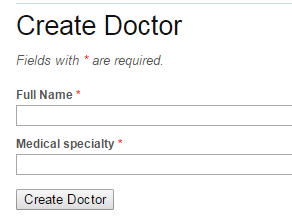 Create Doctor
Fields with * are required.
Full Name *
Medical specialty *
Create Doctor